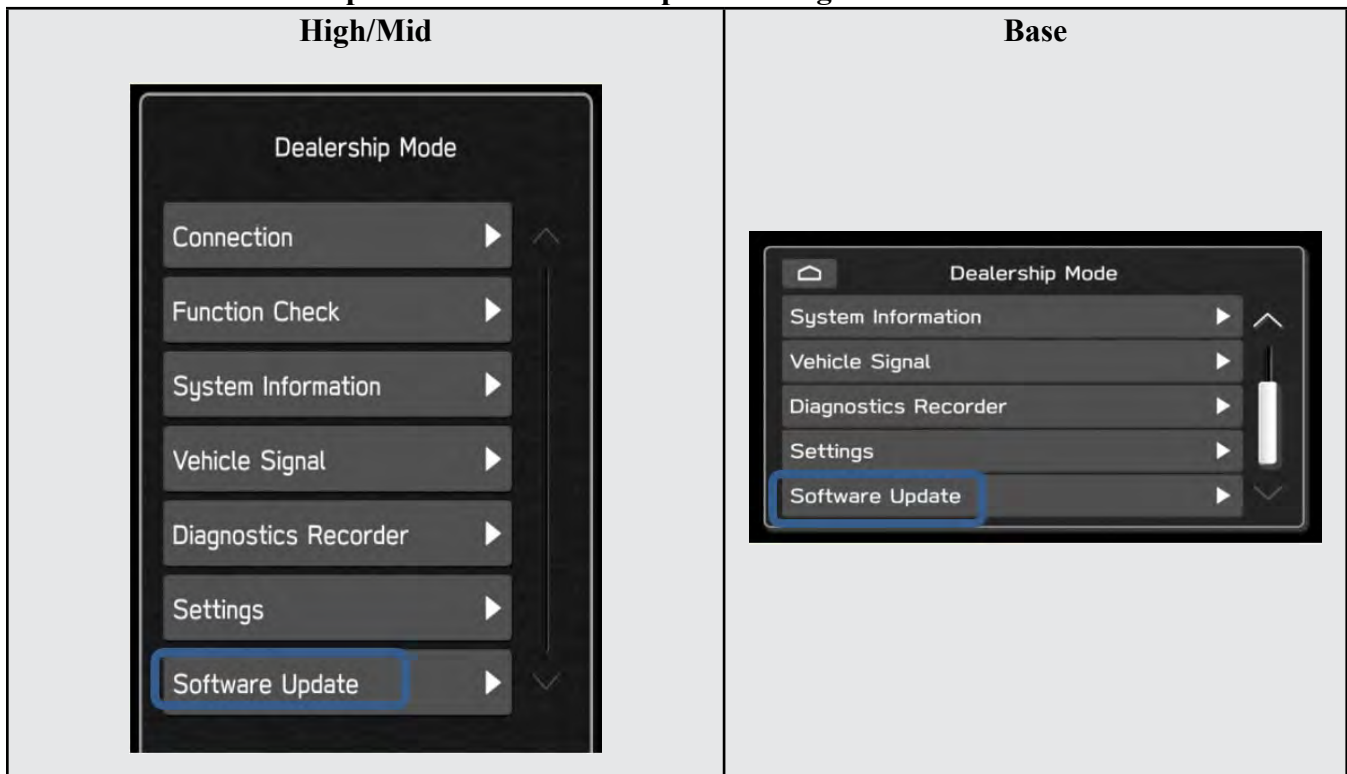 High/Mid
Base
Dealership Mode
Connection
Function Check
System Information
Vehicle Signal
Diagnostics Recorder
Settings
Software Update
Dealership Mode
System Information
Vehicle Signal
Diagnostics Recorder
Settings
Software Update